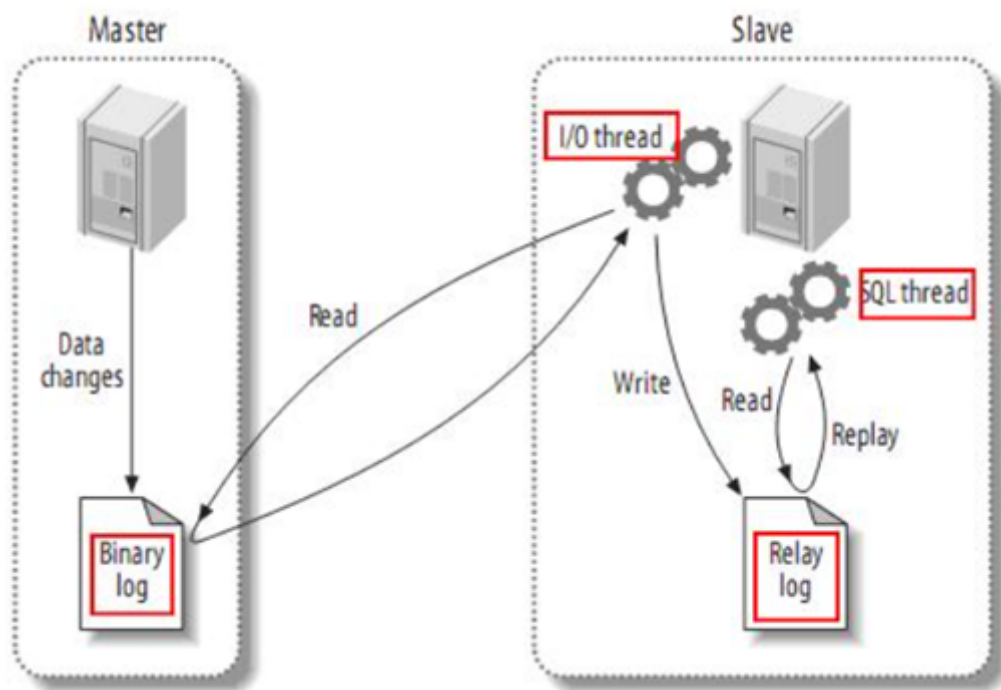 Master
Slave
I/O thread
SQL thread
Read
Data
changes
Write
Read
Replay
Binary
log
Relay
log